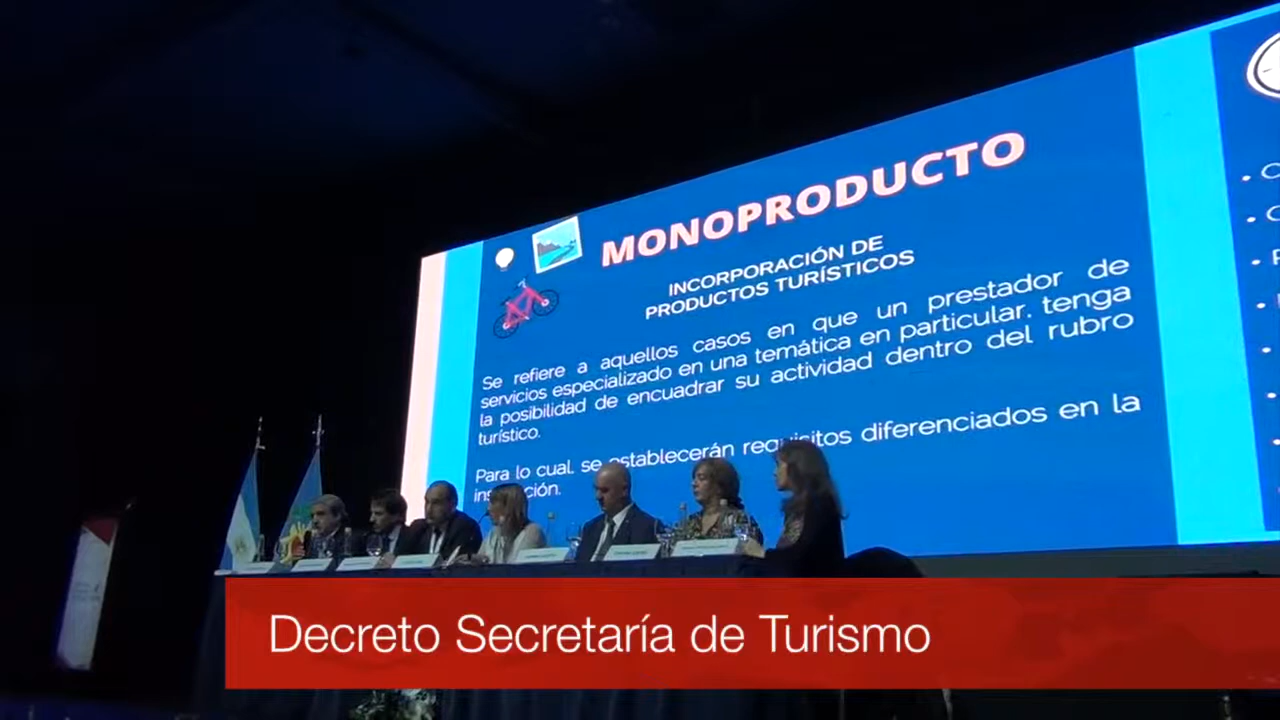 MONOPRODUCTO
INCORPORACIÓN DE
PRODUCTOS TURÍSTICOS
Se refiere a aquellos casos en que un prestador de
servicios especializado en una temática en particular, tenga
la posibilidad de encuadrar su actividad dentro del rubro
turístico.
Para lo cual, se establecerán requisitos diferenciados en la
Decreto Secretaría de Turismo